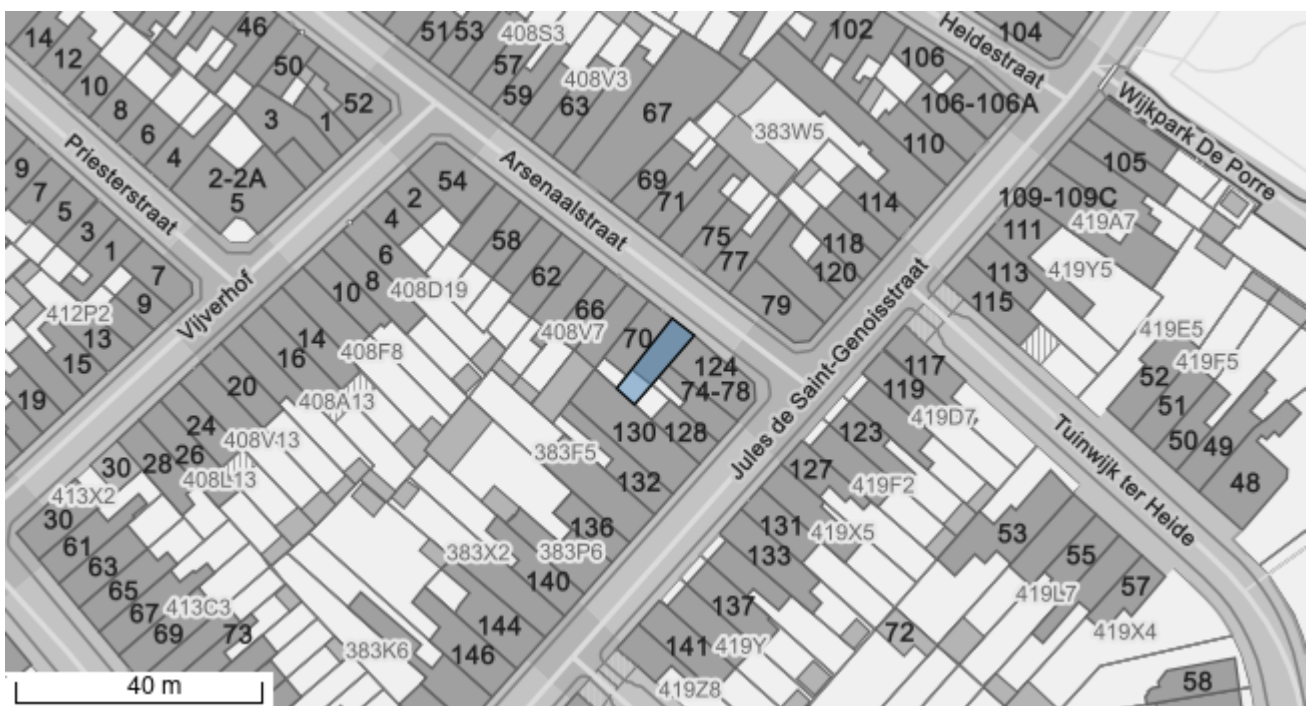 14
12
10
8
6
4
46
50
52
3
1
2-2A
5
Priesterstraat
9
7
5
3
1
7
9
412P2
13
15
19
Vijverhof
51
53
408S3
57
408V3
59
63
67
Arsenaalstraat
69
71
75
77
79
102
106
106-106A
110
383W5
114
118
120
Heidestraat
104
Wijkpark De Porre
105
109-109C
419A7
111
419Y5
113
115
419E5
419F5
52
51
50
49
48
54
2
4
6
8
10
58
62
66
408D19
408V7
70
124
74-78
14
16
20
24
26
28
30
408F8
408A13
408V13
408L13
413X2
30
61
63
65
67
69
73
413C3
383F5
130
128
132
136
383P6
383X2
140
144
146
383K6
Jules de Saint-Genoisstraat
117
119
419D7
123
127
419F2
131
419X5
133
137
419Y
141
419Z8
72
53
55
57
419L7
419X4
58
Tuinwijk ter Heide
40 m